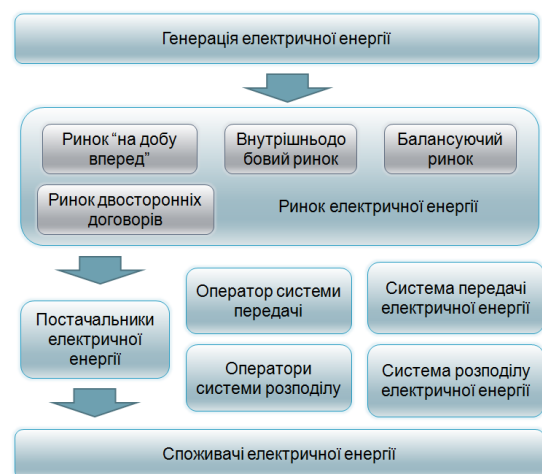 Генерація електричної енергії
Ринок “на добу
вперед”
Внутрішньодо
бовий ринок
Балансуючий
ринок
Ринок двосторонніх
договорів
Ринок електричної енергії
Постачальники
електричної
енергії
Оператор системи
передачі
Система передачі
електричної енергії
Оператори
системи розподілу
Система розподілу
електричної енергії
Споживачі електричної енергії